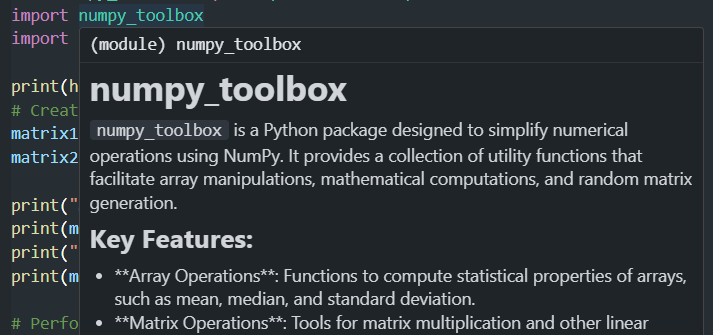 import numpy_toolbox
import
(module) numpy_toolbox
print(h
# Creat
matrix1
matrix2
print("
print(m
print("
print(m
# Perfo
numpy_toolbox
numpy_toolbox is a Python package designed to simplify numerical
operations using NumPy. It provides a collection of utility functions that
facilitate array manipulations, mathematical computations, and random matrix
generation.
Key Features:
• **Array Operations**: Functions to compute statistical properties of arrays,
such as mean, median, and standard deviation.
• **Matrix Operations**: Tools for matrix multiplication and other linear